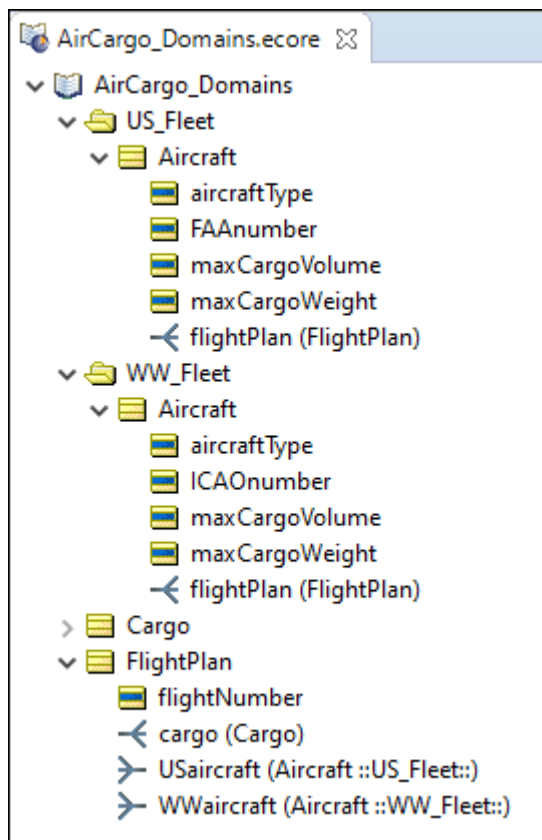 AirCargo_Domains.ecore
AirCargo_Domains
US_Fleet
Aircraft
aircraftType
FAAnumber
maxCargoVolume
maxCargoWeight
flightPlan (FlightPlan)
WW_Fleet
Aircraft
aircraftType
ICAOnumber
maxCargoVolume
maxCargoWeight
flightPlan (FlightPlan)
Cargo
FlightPlan
flightNumber
cargo (Cargo)
USaircraft (Aircraft ::US_Fleet::)
WWaircraft (Aircraft ::WW_Fleet::)